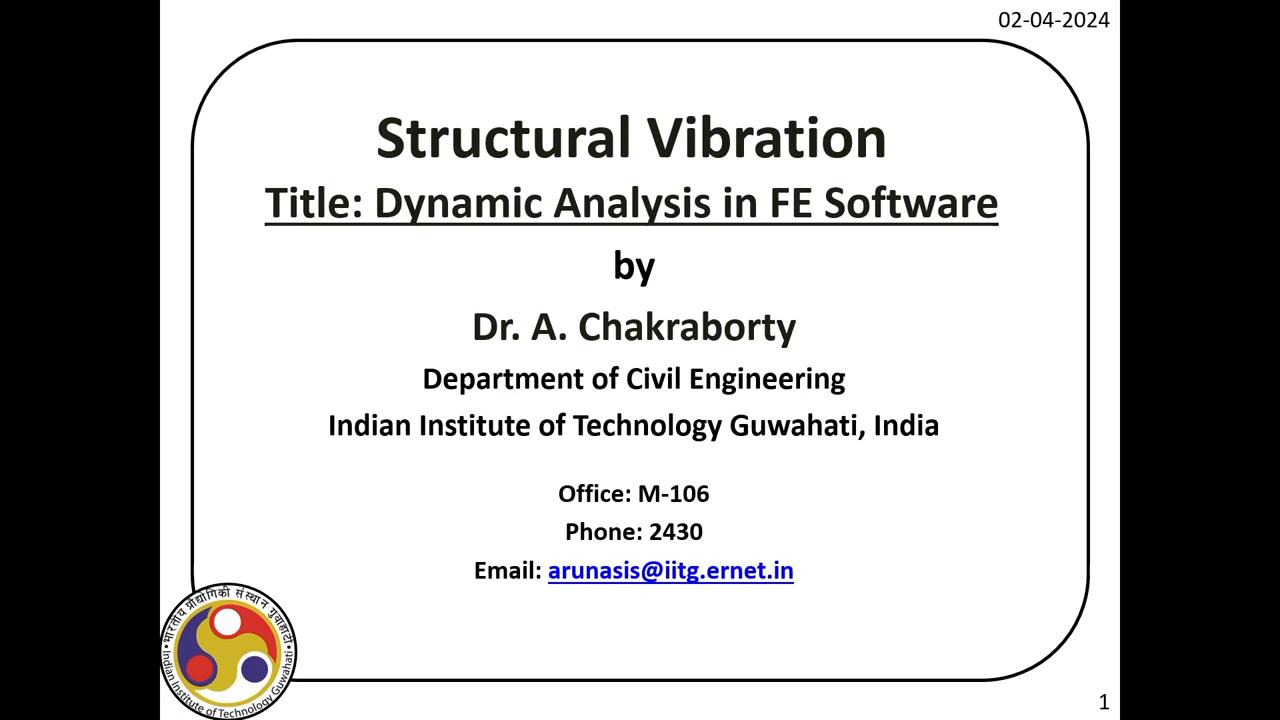 02-04-2024
Structural Vibration
Title: Dynamic Analysis in FE Software
by
Dr. A. Chakraborty
Department of Civil Engineering
Indian Institute of Technology Guwahati, India
Office: M-106
Phone: 2430
Email: arunasis@iitg.ernet.in
भारतीय प्रौद्योगिकी संस्थान गुवाहाटी
Indian Institute of Technology Guwahati
1